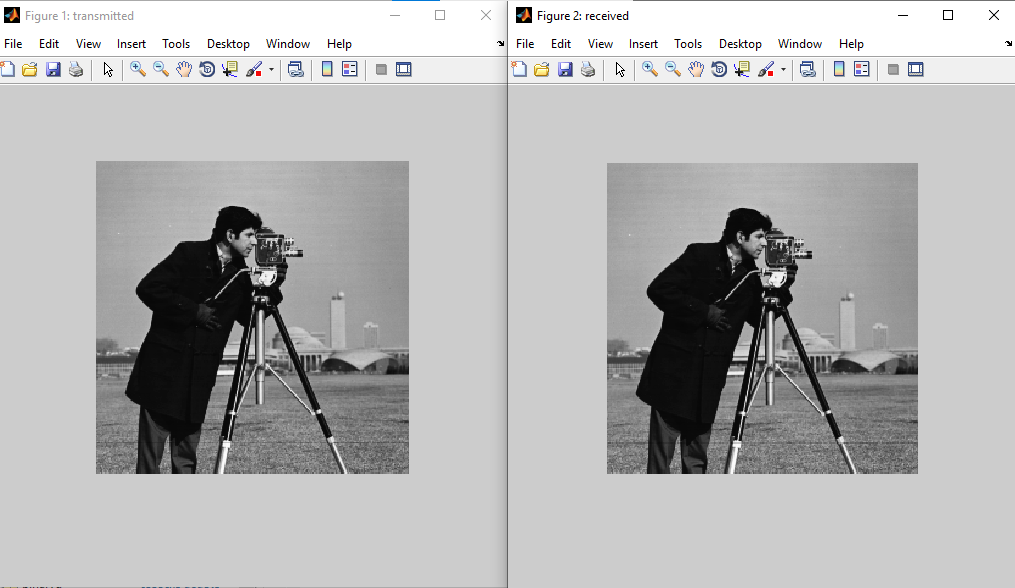 Figure 1: transmitted
File Edit View Insert Tools Desktop Window Help
Figure 2: received
File Edit View Insert Tools Desktop Window Help